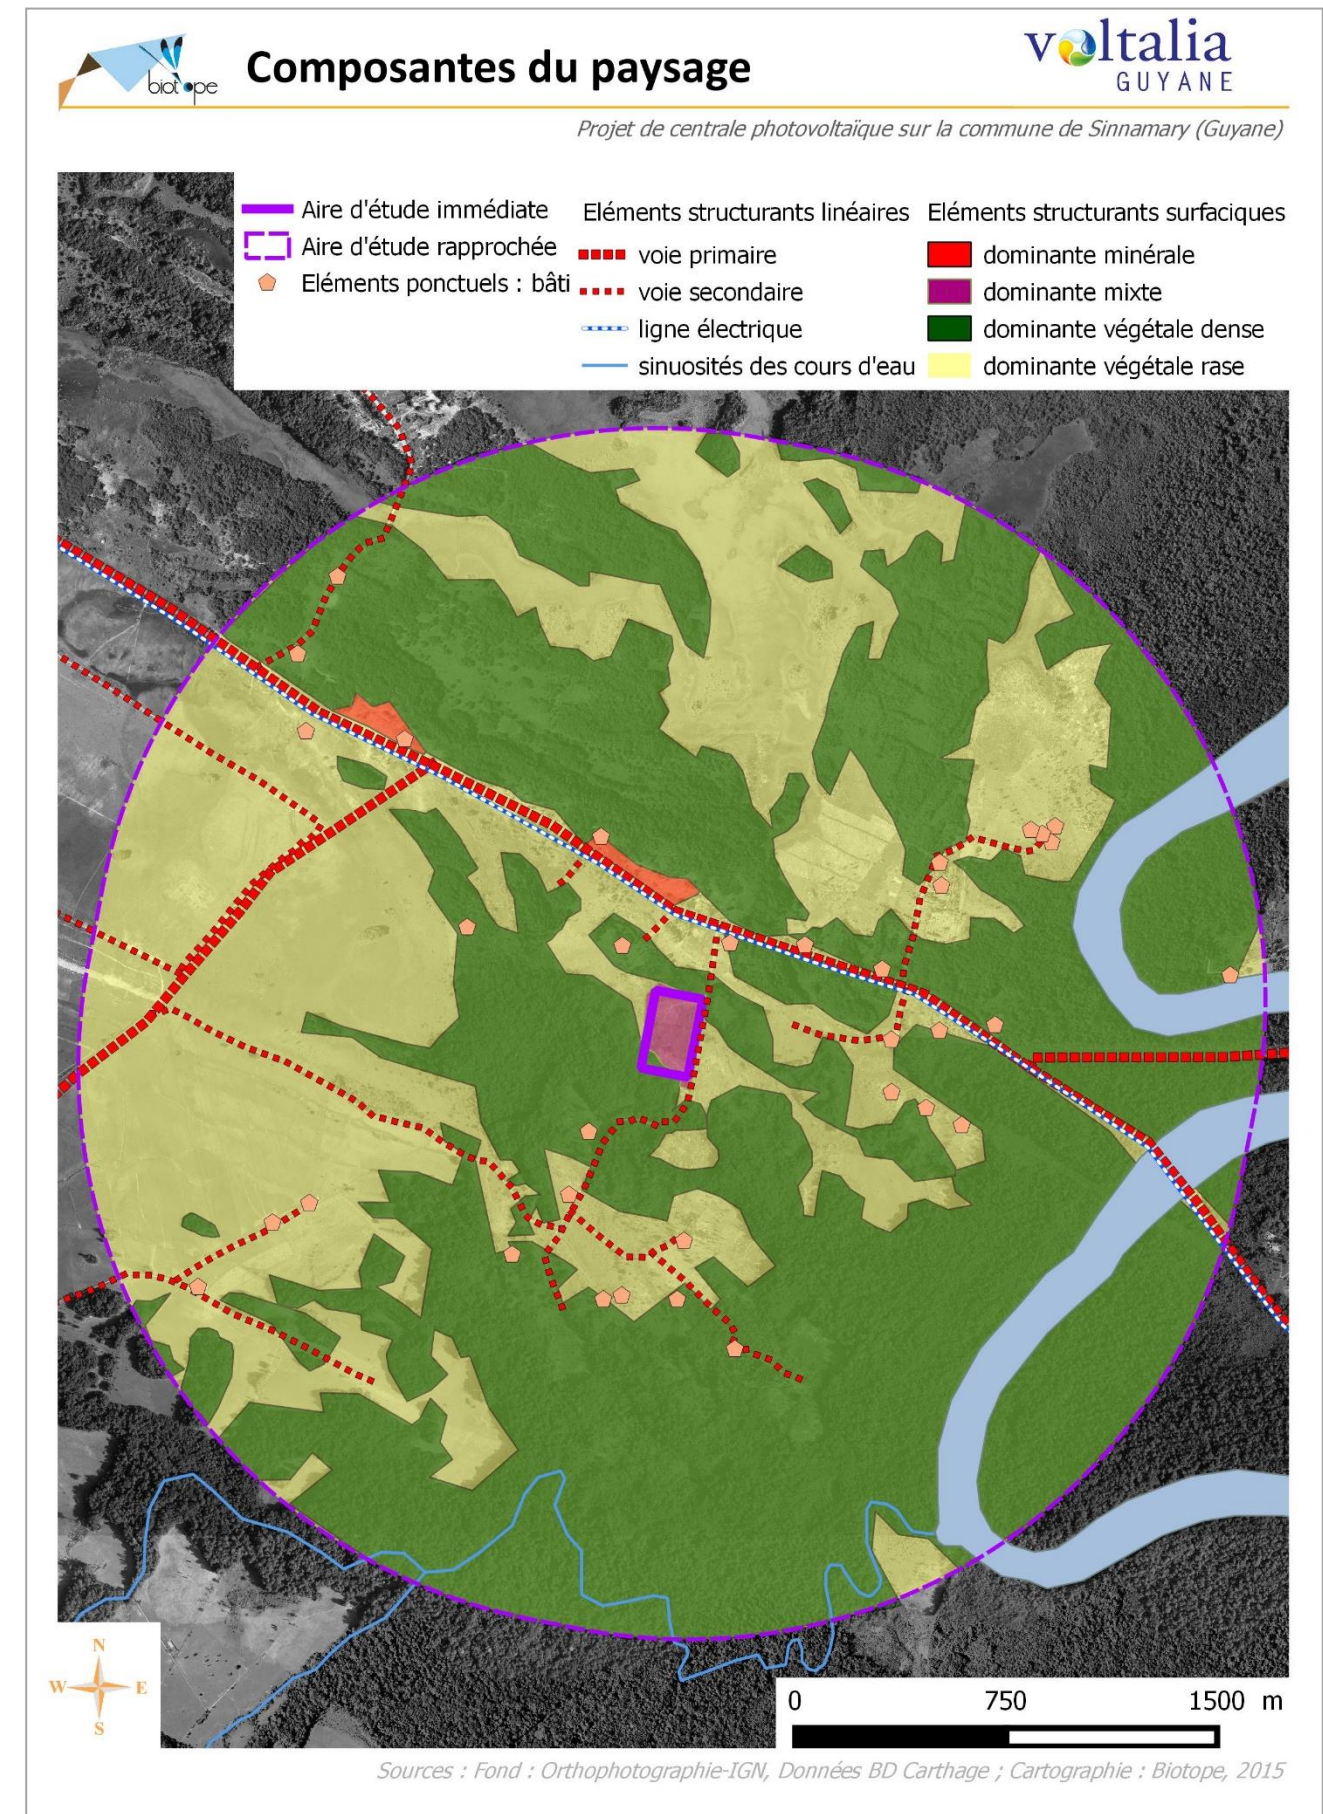 biotope
Composantes du paysage
voltalia
GUYANE
Projet de centrale photovoltaïque sur la commune de Sinnamary (Guyane)
Aire d'étude immédiate
Aire d'étude rapprochée
Eléments ponctuels : bâti
Eléments structurants linéaires
voie primaire
voie secondaire
ligne électrique
sinuosités des cours d'eau
Eléments structurants surfaciques
dominante minérale
dominante mixte
dominante végétale dense
dominante végétale rase
N
W E
S
0 750 1500 m
Sources : Fond : Orthophotographie-IGN, Données BD Carthage ; Cartographie : Biotope, 2015